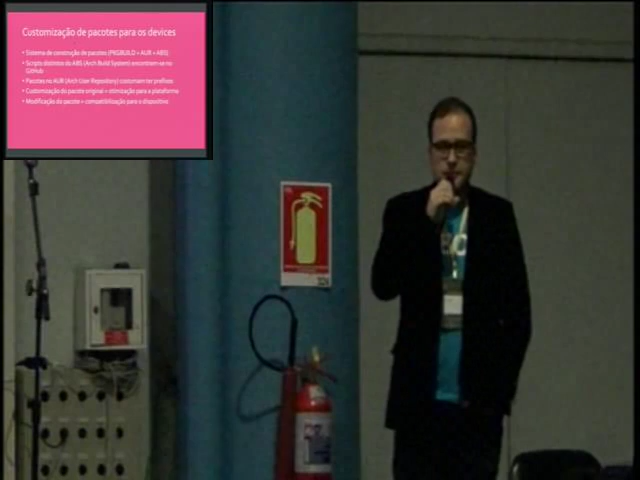 Customização de pacotes para os devices
• Sistema de construção de pacotes (PKGBUILD + AUR + ABS)
• Scripts distintos do ABS (Arch Build System) encontram-se no
GitHub
• Pacotes no AUR (Arch User Repository) costumam ter prefixos
• Customização do pacote original = otimização para a plataforma
• Modificação do pacote = compatibilização para o dispositivo